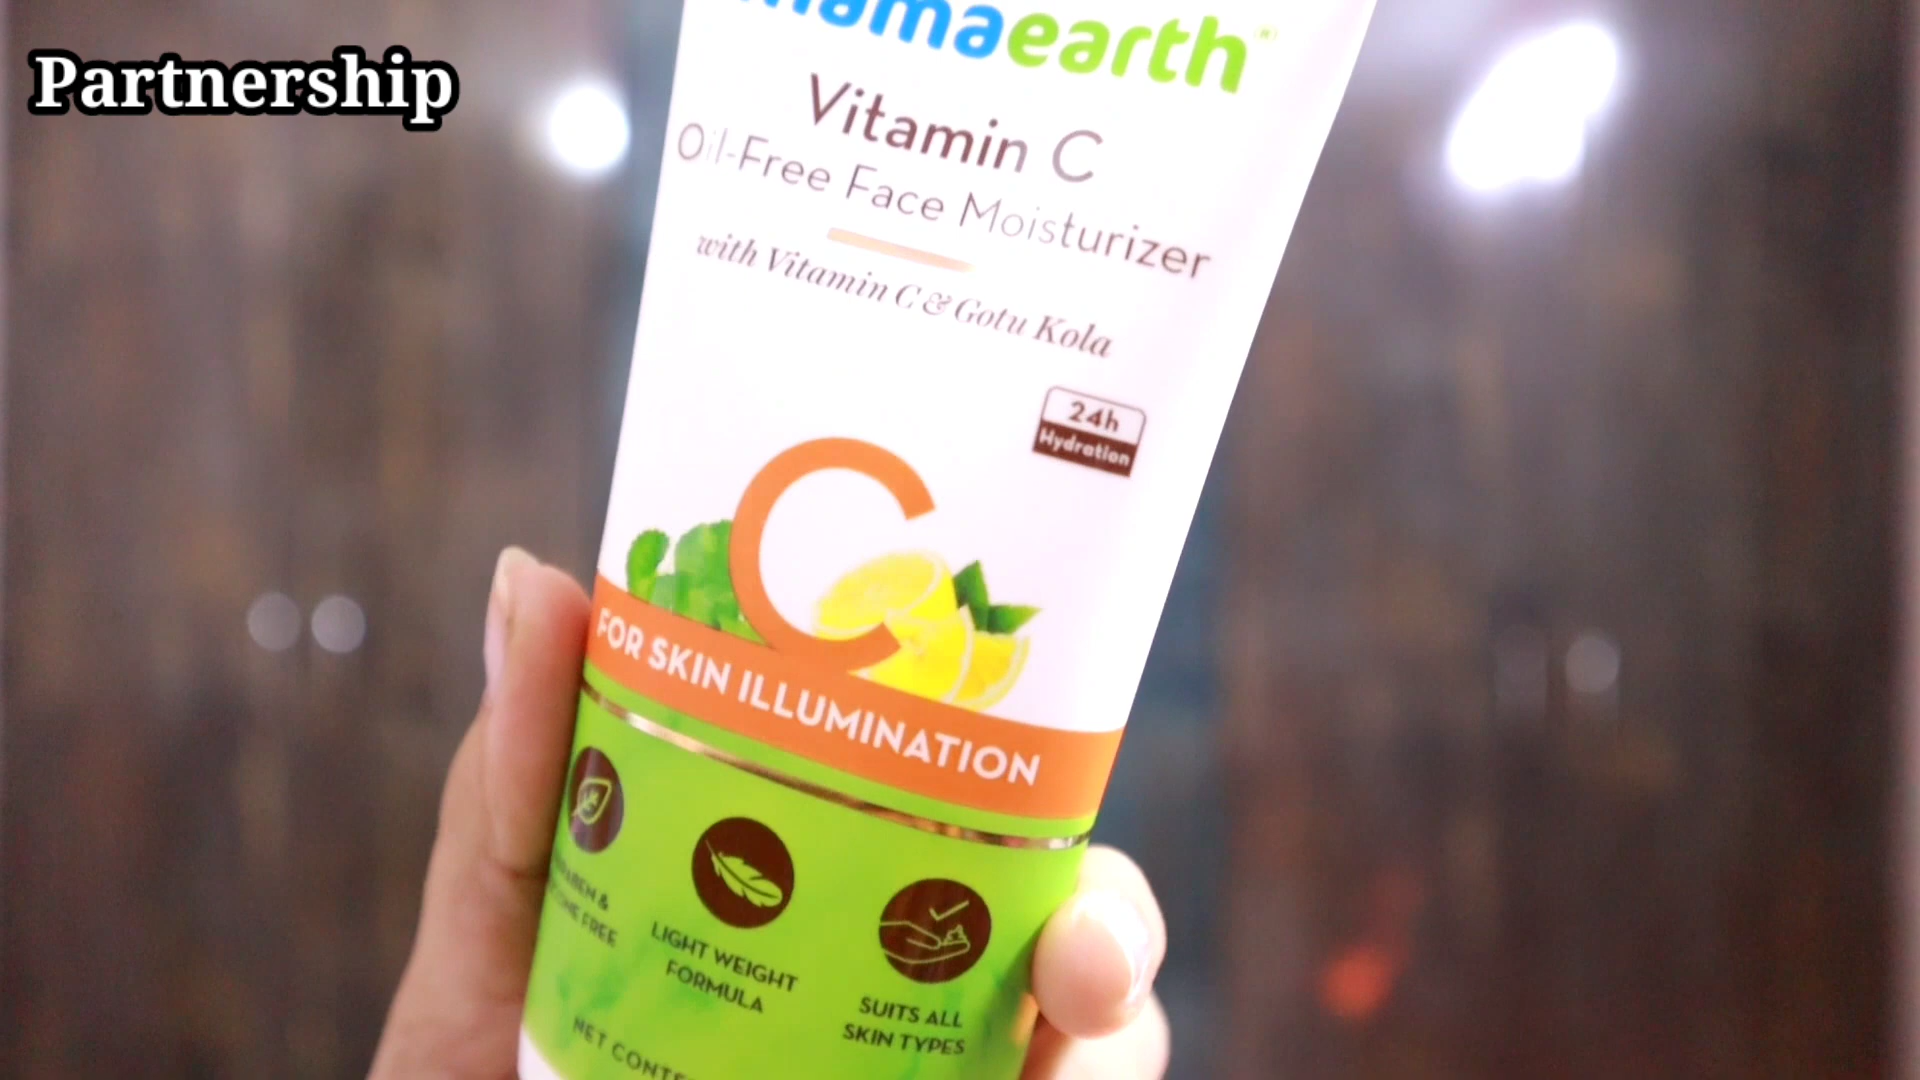 Partnership
mamaearth®
Vitamin C
Oil-Free Face Moisturizer
with Vitamin C & Gotu Kola
24h
Hydration
C
FOR SKIN ILLUMINATION
& FREE
LIGHT WEIGHT
FORMULA
SUITS ALL
SKIN TYPES
NET